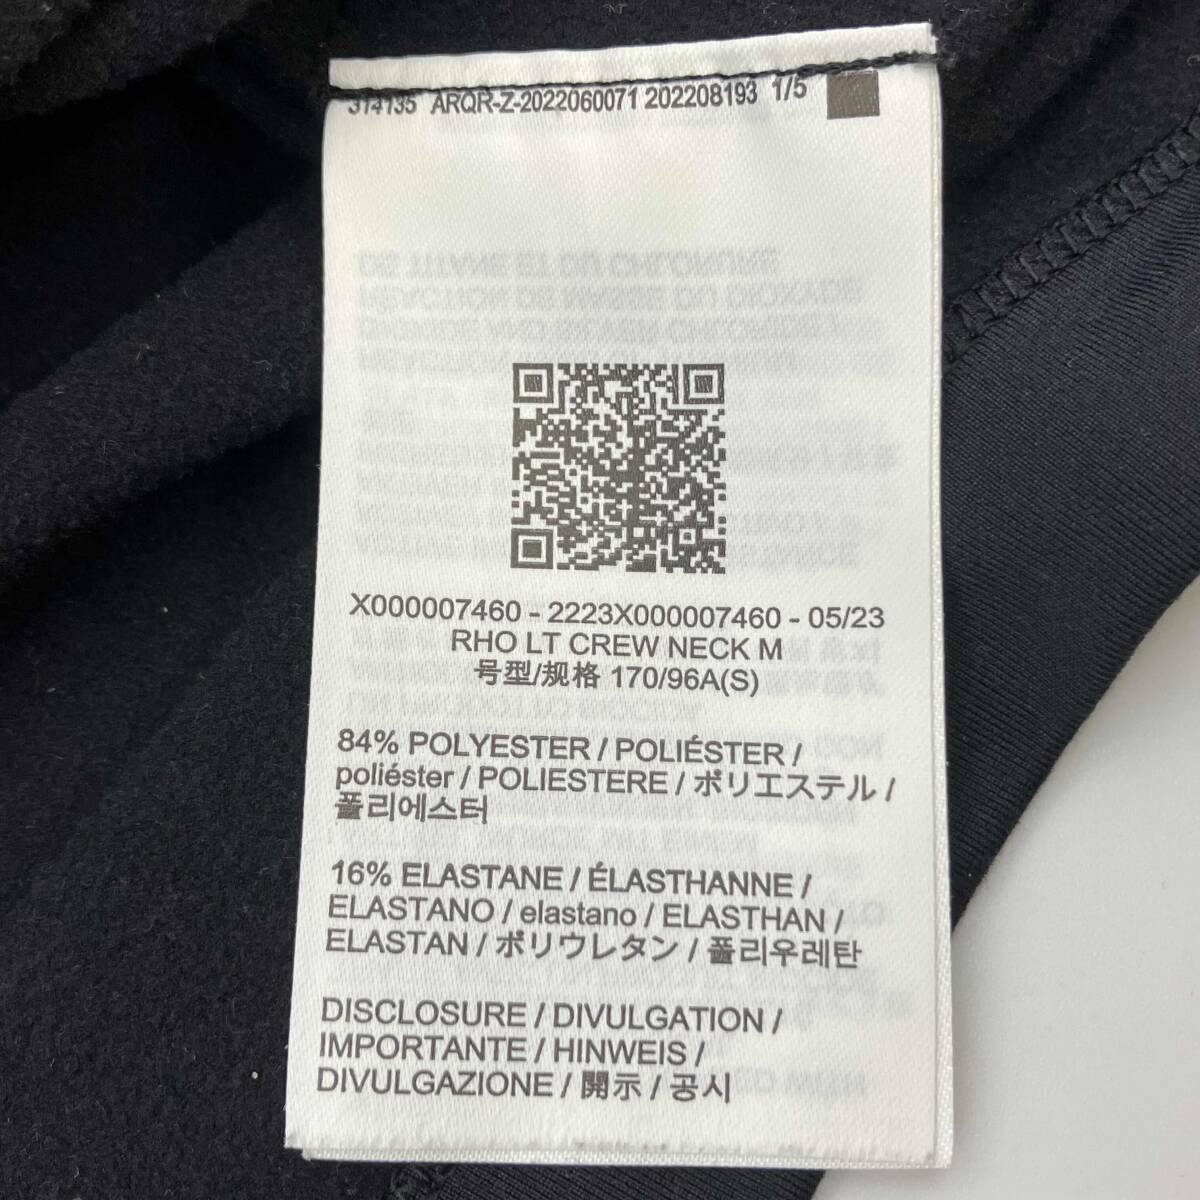 314135 ARQR-Z-2022060071 202208193 1/5
X000007460 - 2223X000007460 - 05/23
RHO LT CREW NECK M
号型/规格 170/96A(S)
84% POLYESTER / POLIÉSTER /
poliéster / POLIESTERE / ポリエステル /
폴리에스터
16% ELASTANE / ÉLASTHANNE /
ELASTANO / elastano / ELASTHAN /
ELASTAN / ポリウレタン / 폴리우레탄
DISCLOSURE / DIVULGATION /
IMPORTANTE / HINWEIS /
DIVULGAZIONE / 開示 / 공시